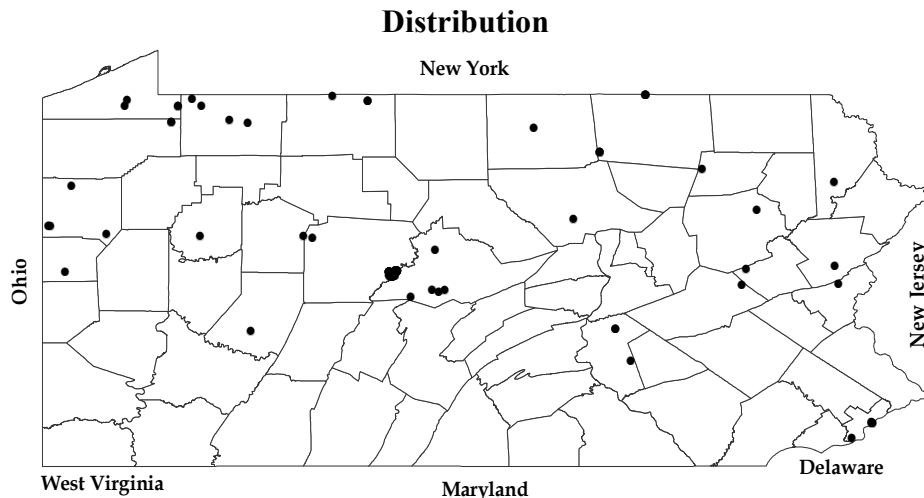 Distribution
New York
Ohio
New Jersey
West Virginia
Maryland
Delaware